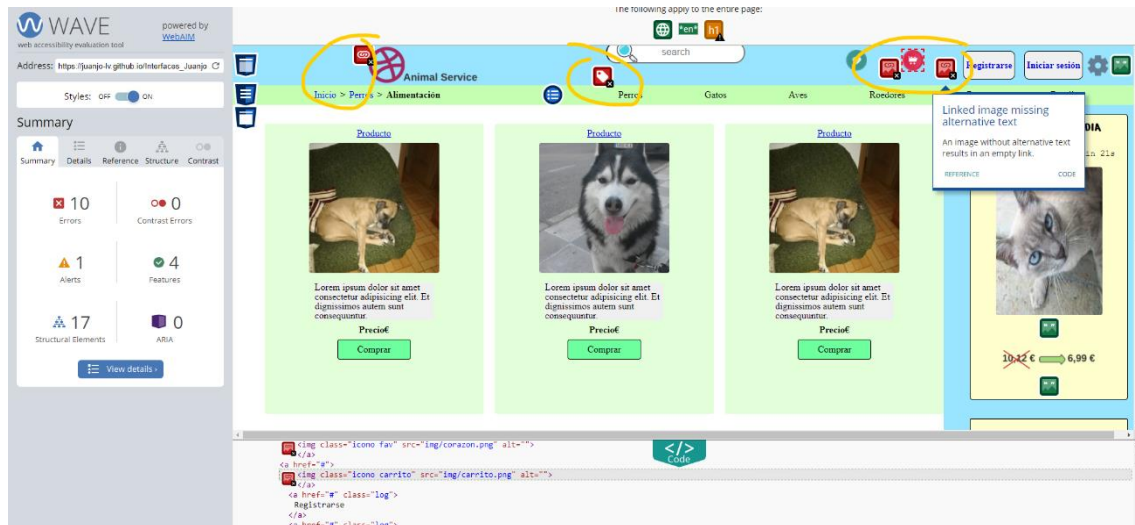 The following apply to the entire page:
WAVE
web accessibility evaluation tool
powered by
WebAIM
*en*
h1
Address: https://juanjo-lv.github.io/Interfaces_Juanjo
Styles: OFF ON
Summary
Summary Details Reference Structure Contrast
10
Errors
0
Contrast Errors
1
Alerts
4
Features
17
Structural Elements
0
ARIA
View details ›
search
Animal Service
Registrarse
Iniciar sesión
Inicio > Perros > Alimentación
Perros
Gatos
Aves
Roedores
Linked image missing
alternative text
An image without alternative text
results in an empty link.
REFERENCE
CODE
DIA
in 21s
Producto
Producto
Producto
Lorem ipsum dolor sit amet
consectetur adipisicing elit. Et
dignissimos autem sunt
consequuntur.
Precio€
Comprar
Lorem ipsum dolor sit amet
consectetur adipisicing elit. Et
dignissimos autem sunt
consequuntur.
Precio€
Comprar
Lorem ipsum dolor sit amet
consectetur adipisicing elit. Et
dignissimos autem sunt
consequuntur.
Precio€
Comprar
10,12 € 6,99 €
</>
Code
<img class="icono fav" src="img/corazon.png" alt="">
</a>
<a href="#">
<img class="icono carrito" src="img/carrito.png" alt="">
</a>
<a href="#" class="log">
Registrarse
</a>
<a href="#" class="log">